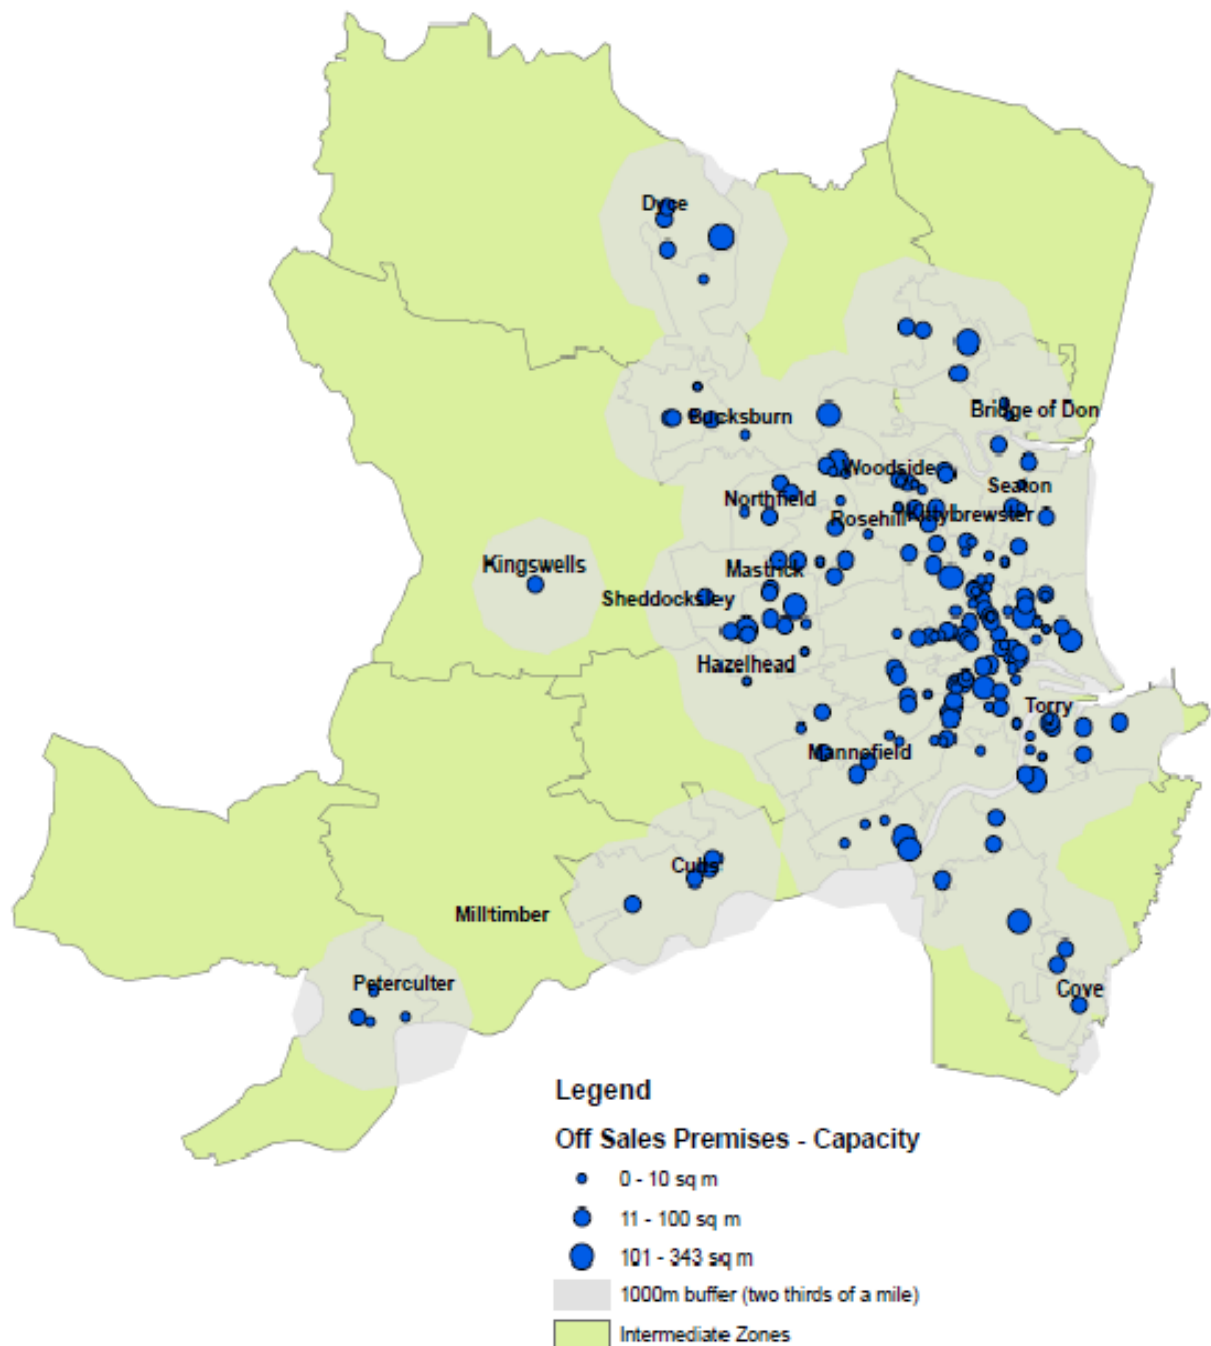 Dyce
Bridge of Don
Bucksburn
Woodside
Seaton
Northfield
Rosehill
Kittybrewster
Kingswells
Mastrick
Sheddocksley
Hazelhead
Torry
Mannofield
Cults
Milltimber
Peterculter
Cove
Legend
Off Sales Premises - Capacity
0 - 10 sq m
11 - 100 sq m
101 - 343 sq m
1000m buffer (two thirds of a mile)
Intermediate Zones